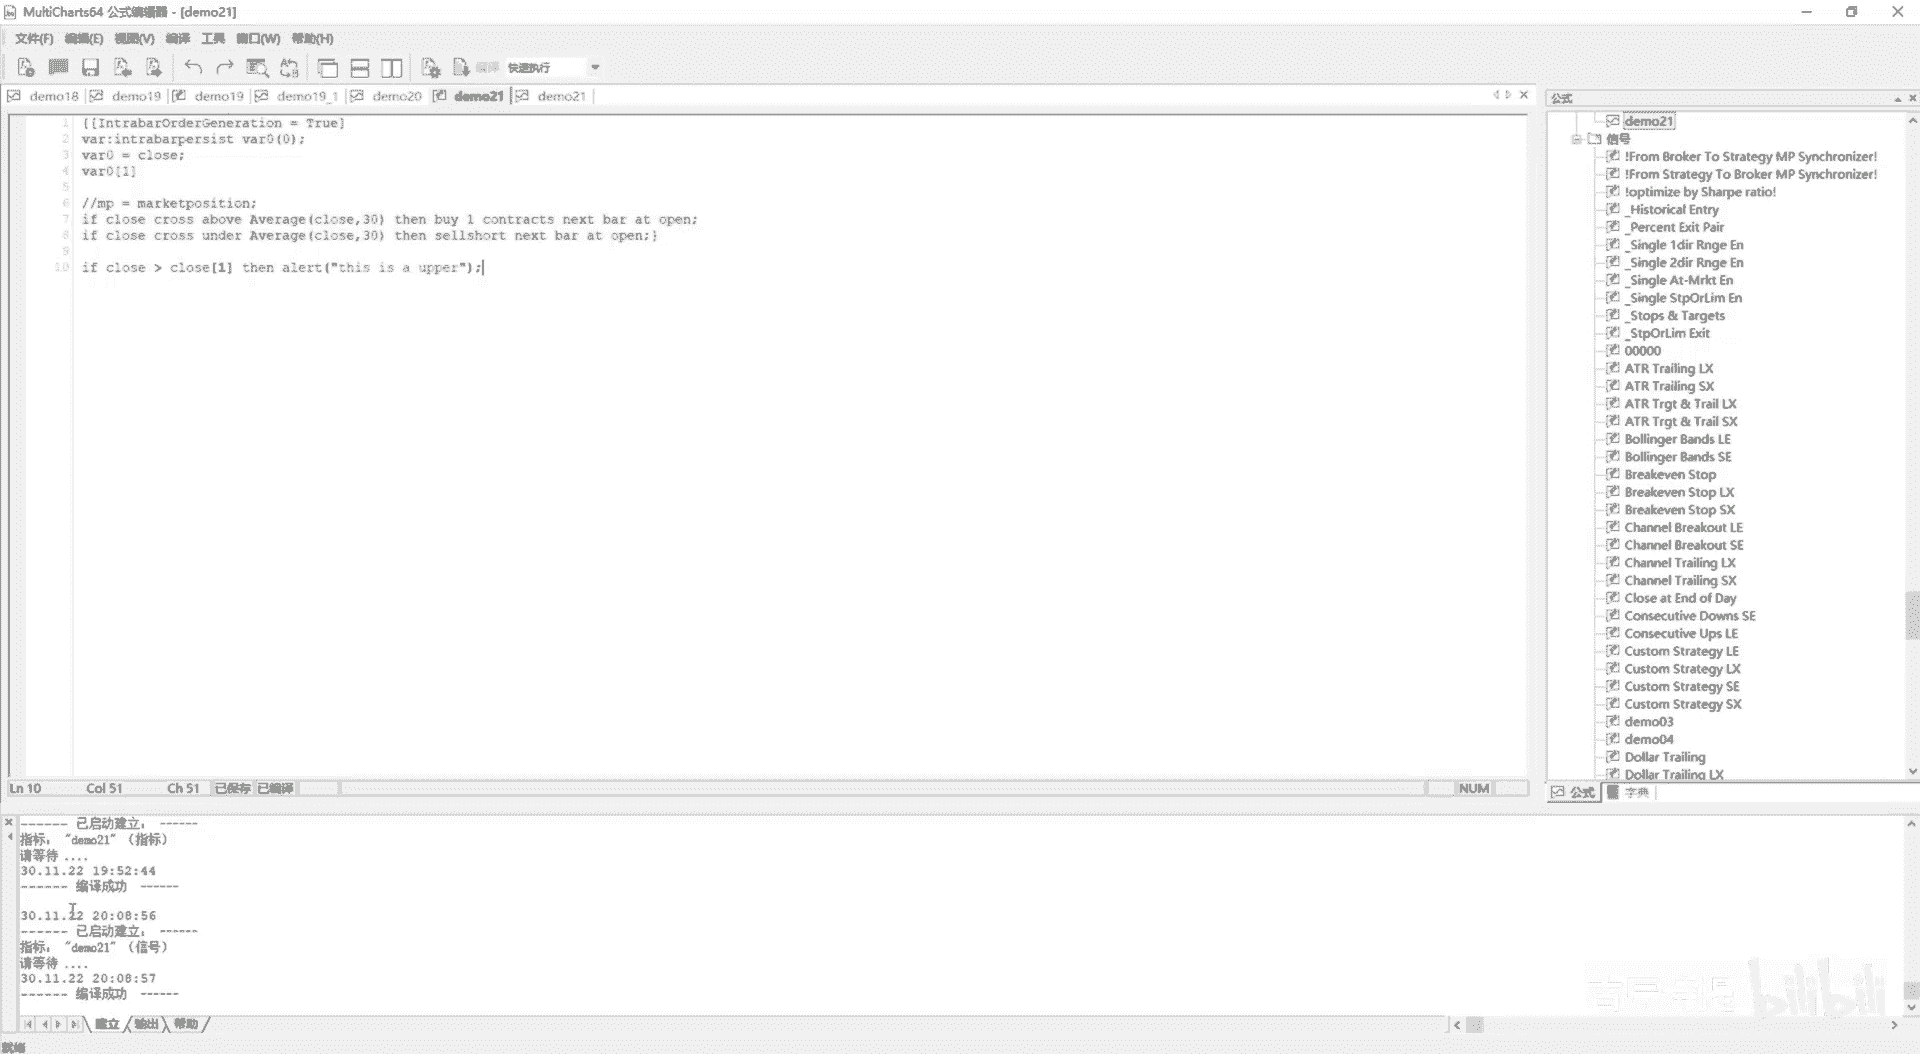 MultiCharts64 公式编辑器 - [demo21]
文件(F) 编辑(E) 视图(V) 编译 工具 窗口(W) 帮助(H)
编译 快速执行
demo18 demo19 demo19 demo19_1 demo20 demo21 demo21
1 {[IntrabarOrderGeneration = True]
2 var:intrabarpersist var0(0);
3 var0 = close;
4 var0[1]
5
6 //mp = marketposition;
7 if close cross above Average(close,30) then buy 1 contracts next bar at open;
8 if close cross under Average(close,30) then sellshort next bar at open;}
9
10 if close > close[1] then alert("this is a upper");
Ln 10 Col 51 Ch 51 已保存 已编译 NUM
公式
demo21
信号
!From Broker To Strategy MP Synchronizer!
!From Strategy To Broker MP Synchronizer!
!optimize by Sharpe ratio!
_Historical Entry
_Percent Exit Pair
_Single 1dir Rnge En
_Single 2dir Rnge En
_Single At-Mrkt En
_Single StpOrLim En
_Stops & Targets
_StpOrLim Exit
00000
ATR Trailing LX
ATR Trailing SX
ATR Trgt & Trail LX
ATR Trgt & Trail SX
Bollinger Bands LE
Bollinger Bands SE
Breakeven Stop
Breakeven Stop LX
Breakeven Stop SX
Channel Breakout LE
Channel Breakout SE
Channel Trailing LX
Channel Trailing SX
Close at End of Day
Consecutive Downs SE
Consecutive Ups LE
Custom Strategy LE
Custom Strategy LX
Custom Strategy SE
Custom Strategy SX
demo03
demo04
Dollar Trailing
Dollar Trailing LX
公式 字典
------ 已启动建立： ------
指标： "demo21" （指标）
请等待 ....
30.11.22 19:52:44
------ 编译成功 ------
30.11.22 20:08:56
------ 已启动建立： ------
指标： "demo21" （信号）
请等待 ....
30.11.22 20:08:57
------ 编译成功 ------
建立 输出 帮助
就绪
bilibili